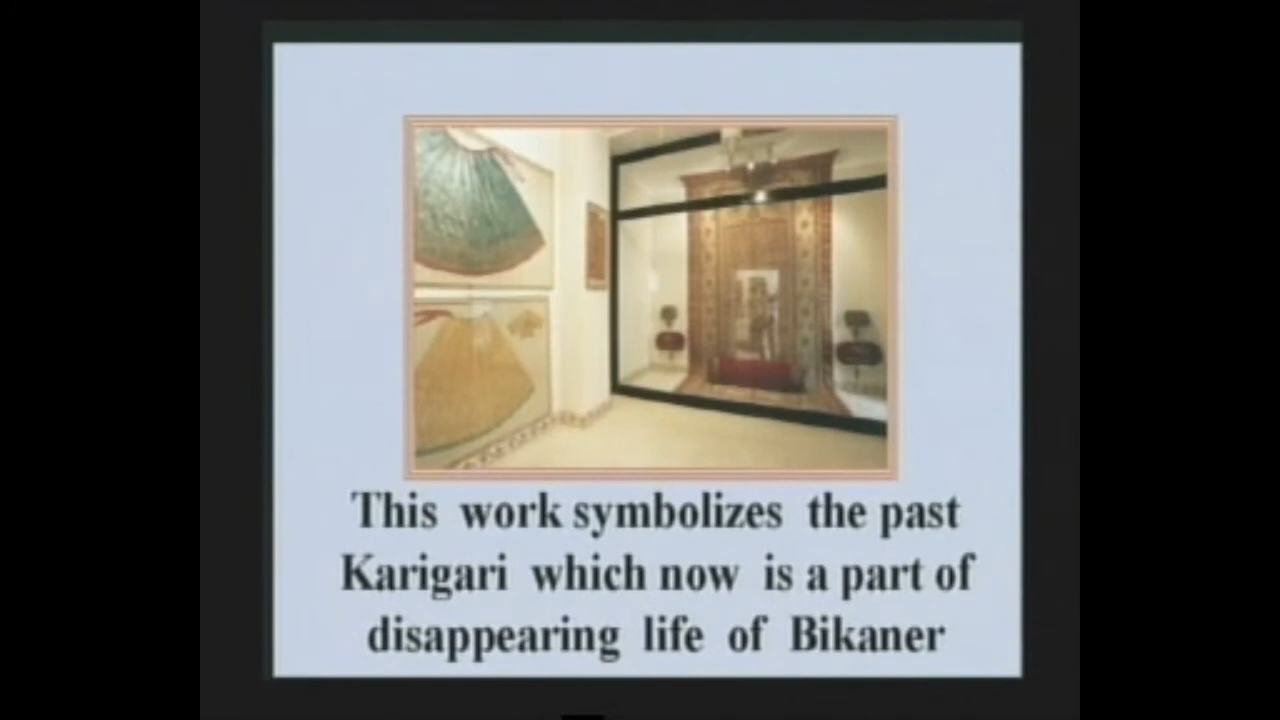 This work symbolizes the past
Karigari which now is a part of
disappearing life of Bikaner